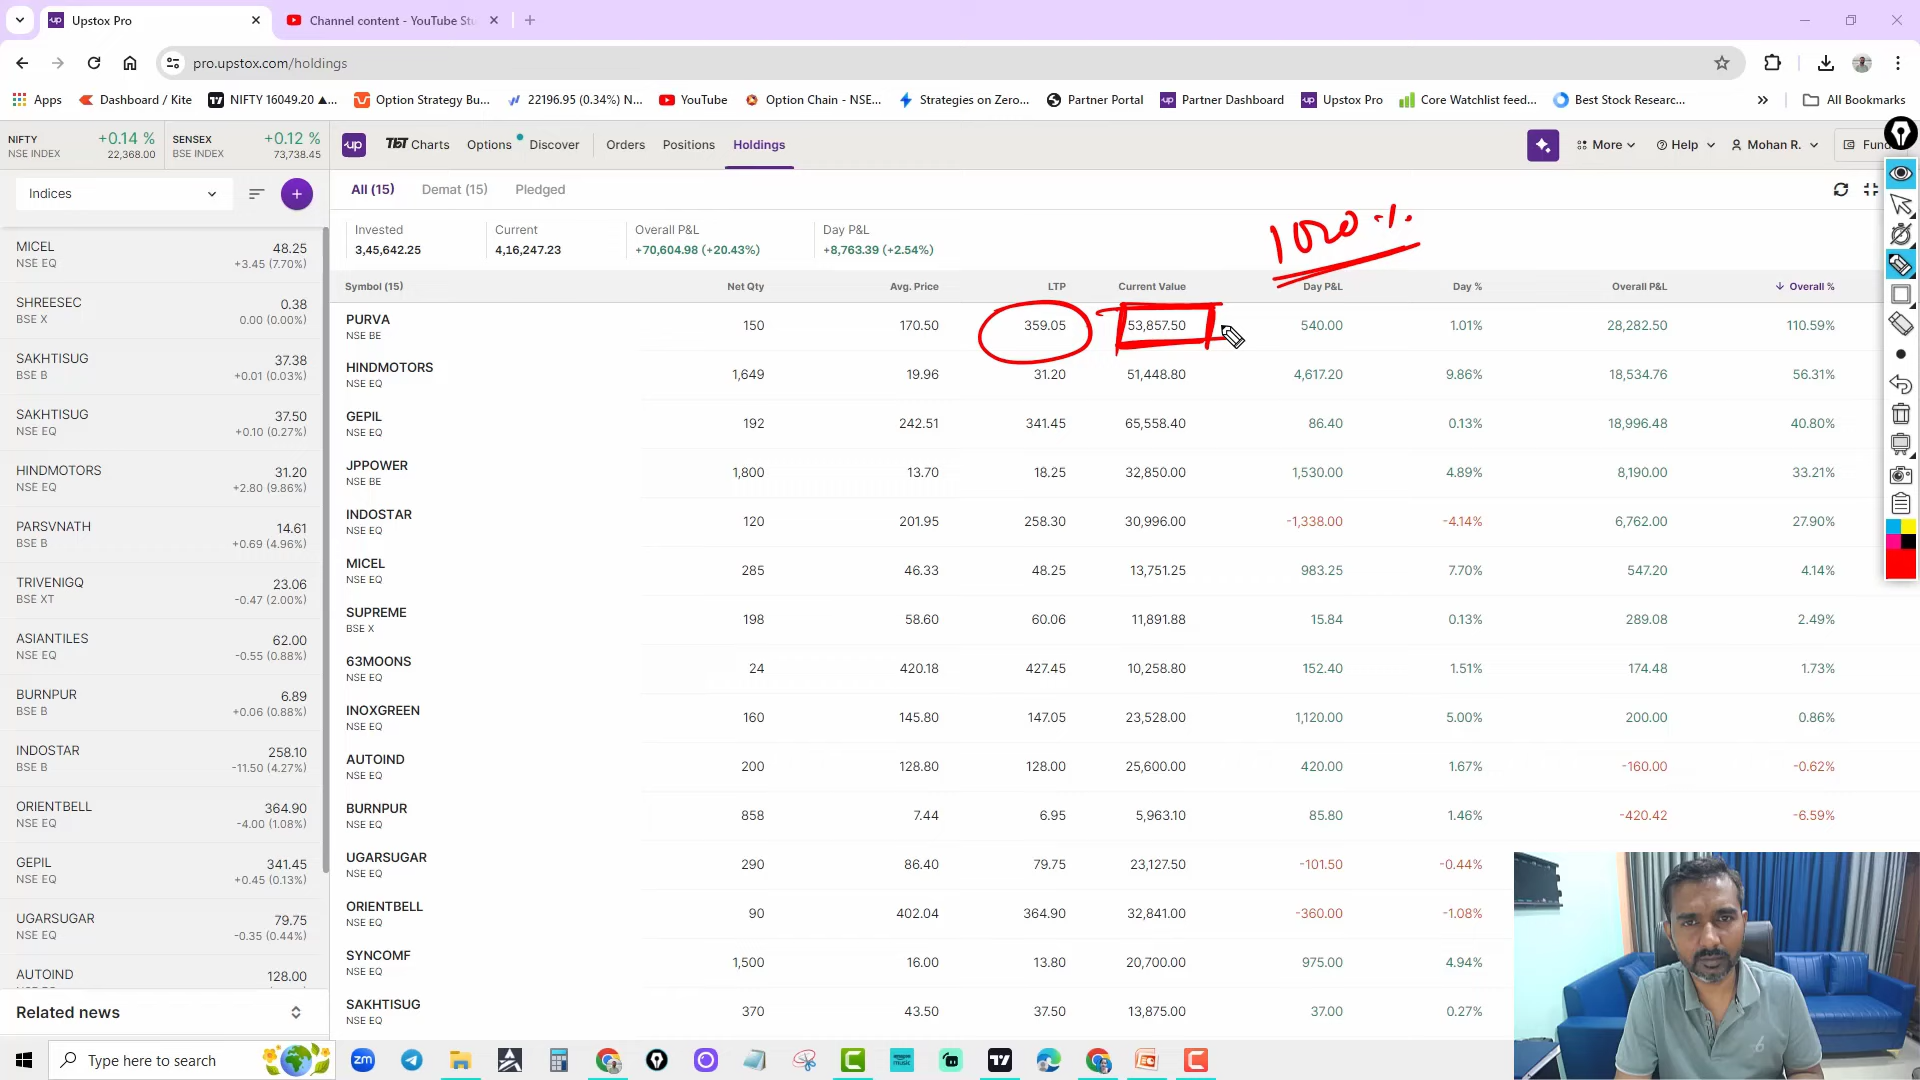 Upstox Pro
Channel content - YouTube Stu
pro.upstox.com/holdings
Apps Dashboard / Kite NIFTY 16049.20 ▲... Option Strategy Bu... 22196.95 (0.34%) N... YouTube Option Chain - NSE... Strategies on Zero... Partner Portal Partner Dashboard Upstox Pro Core Watchlist feed... Best Stock Researc... » All Bookmarks
NIFTY +0.14 % SENSEX +0.12 %
NSE INDEX 22,368.00 BSE INDEX 73,738.45
up TBT Charts Options Discover Orders Positions Holdings More Help Mohan R. Fun
Indices
All (15) Demat (15) Pledged
Invested Current Overall P&L Day P&L
3,45,642.25 4,16,247.23 +70,604.98 (+20.43%) +8,763.39 (+2.54%)
Symbol (15) Net Qty Avg. Price LTP Current Value Day P&L Day % Overall P&L Overall %
PURVA 150 170.50 359.05 53,857.50 540.00 1.01% 28,282.50 110.59%
NSE BE
HINDMOTORS 1,649 19.96 31.20 51,448.80 4,617.20 9.86% 18,534.76 56.31%
NSE EQ
GEPIL 192 242.51 341.45 65,558.40 86.40 0.13% 18,996.48 40.80%
NSE EQ
JPPOWER 1,800 13.70 18.25 32,850.00 1,530.00 4.89% 8,190.00 33.21%
NSE BE
INDOSTAR 120 201.95 258.30 30,996.00 -1,338.00 -4.14% 6,762.00 27.90%
NSE EQ
MICEL 285 46.33 48.25 13,751.25 983.25 7.70% 547.20 4.14%
NSE EQ
SUPREME 198 58.60 60.06 11,891.88 15.84 0.13% 289.08 2.49%
BSE X
63MOONS 24 420.18 427.45 10,258.80 152.40 1.51% 174.48 1.73%
NSE EQ
INOXGREEN 160 145.80 147.05 23,528.00 1,120.00 5.00% 200.00 0.86%
NSE EQ
AUTOIND 200 128.80 128.00 25,600.00 420.00 1.67% -160.00 -0.62%
NSE EQ
BURNPUR 858 7.44 6.95 5,963.10 85.80 1.46% -420.42 -6.59%
NSE EQ
UGARSUGAR 290 86.40 79.75 23,127.50 -101.50 -0.44%
NSE EQ
ORIENTBELL 90 402.04 364.90 32,841.00 -360.00 -1.08%
NSE EQ
SYNCOMF 1,500 16.00 13.80 20,700.00 975.00 4.94%
NSE EQ
SAKHTISUG 370 43.50 37.50 13,875.00 37.00 0.27%
NSE EQ
MICEL 48.25
NSE EQ +3.45 (7.70%)
SHREESEC 0.38
BSE X 0.00 (0.00%)
SAKHTISUG 37.38
BSE B +0.01 (0.03%)
SAKHTISUG 37.50
NSE EQ +0.10 (0.27%)
HINDMOTORS 31.20
NSE EQ +2.80 (9.86%)
PARSVNATH 14.61
BSE B +0.69 (4.96%)
TRIVENIGQ 23.06
BSE XT -0.47 (2.00%)
ASIANTILES 62.00
NSE EQ -0.55 (0.88%)
BURNPUR 6.89
BSE B +0.06 (0.88%)
INDOSTAR 258.10
BSE B -11.50 (4.27%)
ORIENTBELL 364.90
NSE EQ -4.00 (1.08%)
GEPIL 341.45
NSE EQ +0.45 (0.13%)
UGARSUGAR 79.75
NSE EQ -0.35 (0.44%)
AUTOIND 128.00
Related news
Type here to search